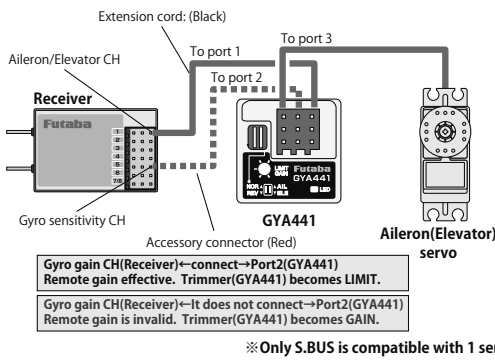 Extension cord: (Black)
To port 3
To port 1
Aileron/Elevator CH
To port 2
Receiver
Futaba
1
2
3
4
5
6
7/B
LIMIT
GAIN
Futaba
GYA441
NOR
REV
AIL
ELE
LED
Gyro sensitivity CH
GYA441
Accessory connector (Red)
Aileron(Elevator)
servo
Gyro gain CH(Receiver)←connect→Port2(GYA441)
Remote gain effective. Trimmer(GYA441) becomes LIMIT.
Gyro gain CH(Receiver)←It does not connect→Port2(GYA441)
Remote gain is invalid. Trimmer(GYA441) becomes GAIN.
※Only S.BUS is compatible with 1 ser